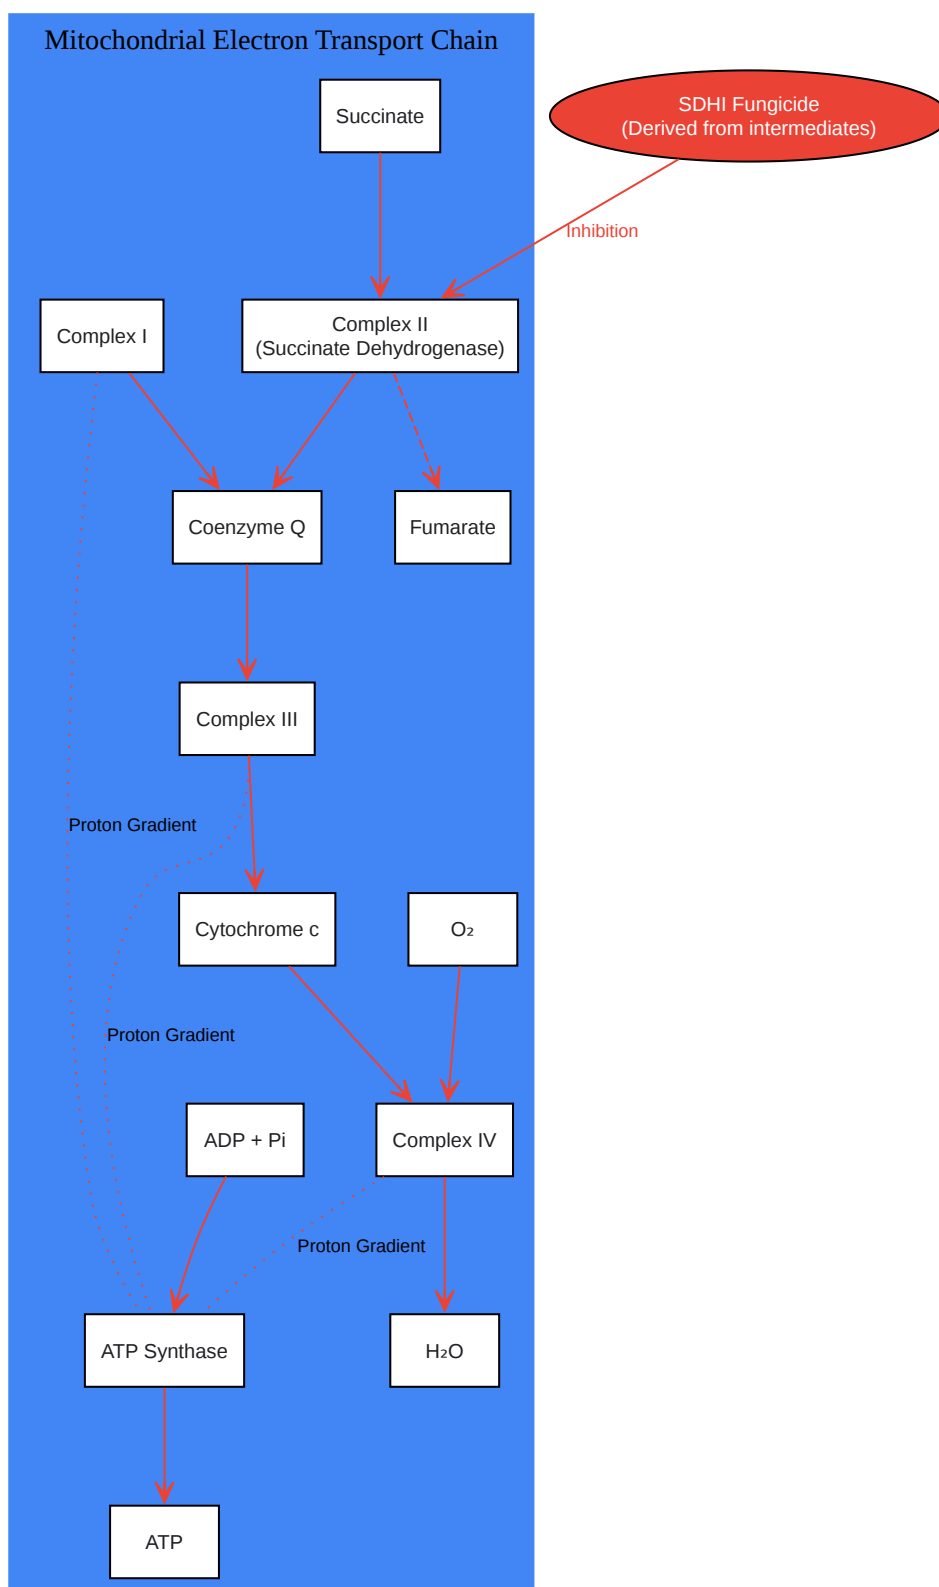 Mitochondrial Electron Transport Chain
Succinate
SDHI Fungicide
(Derived from intermediates)
Inhibition
Complex I
Complex II
(Succinate Dehydrogenase)
Coenzyme Q
Fumarate
Complex III
Proton Gradient
Cytochrome c
O₂
Proton Gradient
ADP + Pi
Complex IV
Proton Gradient
ATP Synthase
H₂O
ATP